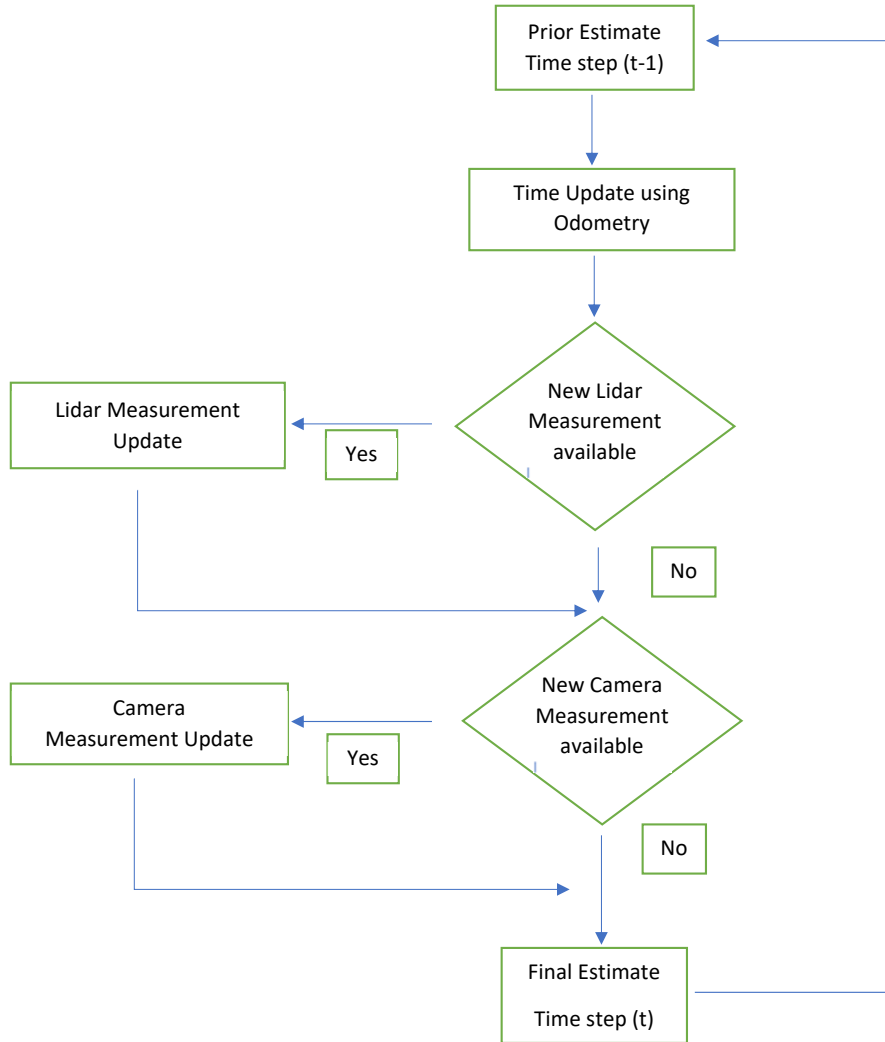 Prior Estimate
Time step (t-1)
Time Update using
Odometry
New Lidar
Measurement
available
Lidar Measurement
Update
Yes
No
New Camera
Measurement
available
Camera
Measurement Update
Yes
No
Final Estimate
Time step (t)